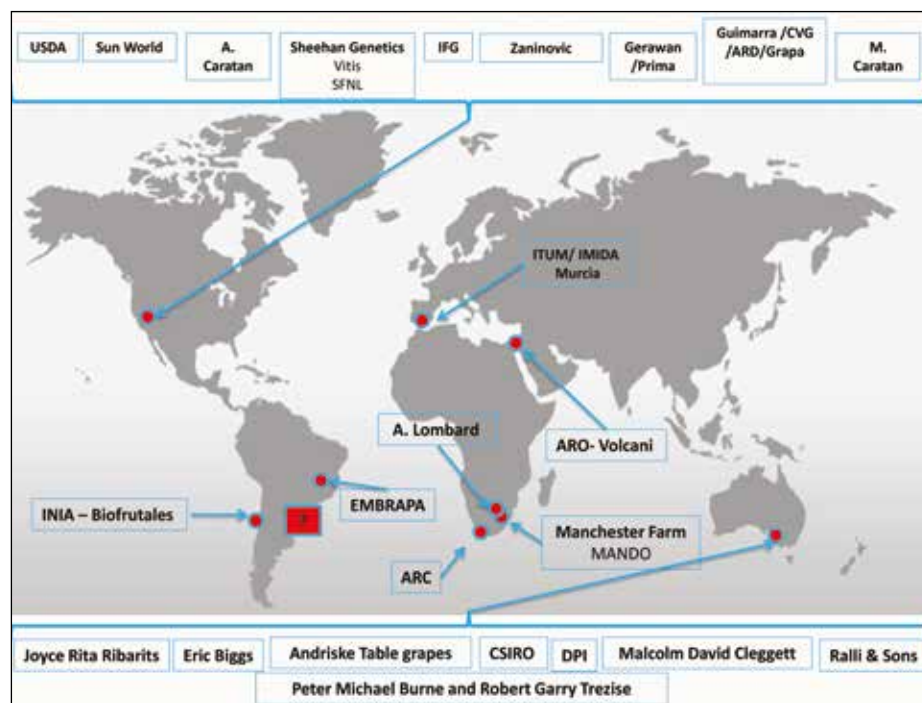 USDA
Sun World
A.
Caratan
Sheehan Genetics
Vitis
SFNL
IFG
Zaninovic
Gerawan
/Prima
Guimarra /CVG
/ARD/Grapa
M.
Caratan
ITUM/ IMIDA
Murcia
A. Lombard
ARO- Volcani
INIA – Biofrutales
EMBRAPA
Manchester Farm
MANDO
ARC
Joyce Rita Ribarits
Eric Biggs
Andriske Table grapes
CSIRO
DPI
Malcolm David Cleggett
Ralli & Sons
Peter Michael Burne and Robert Garry Trezise